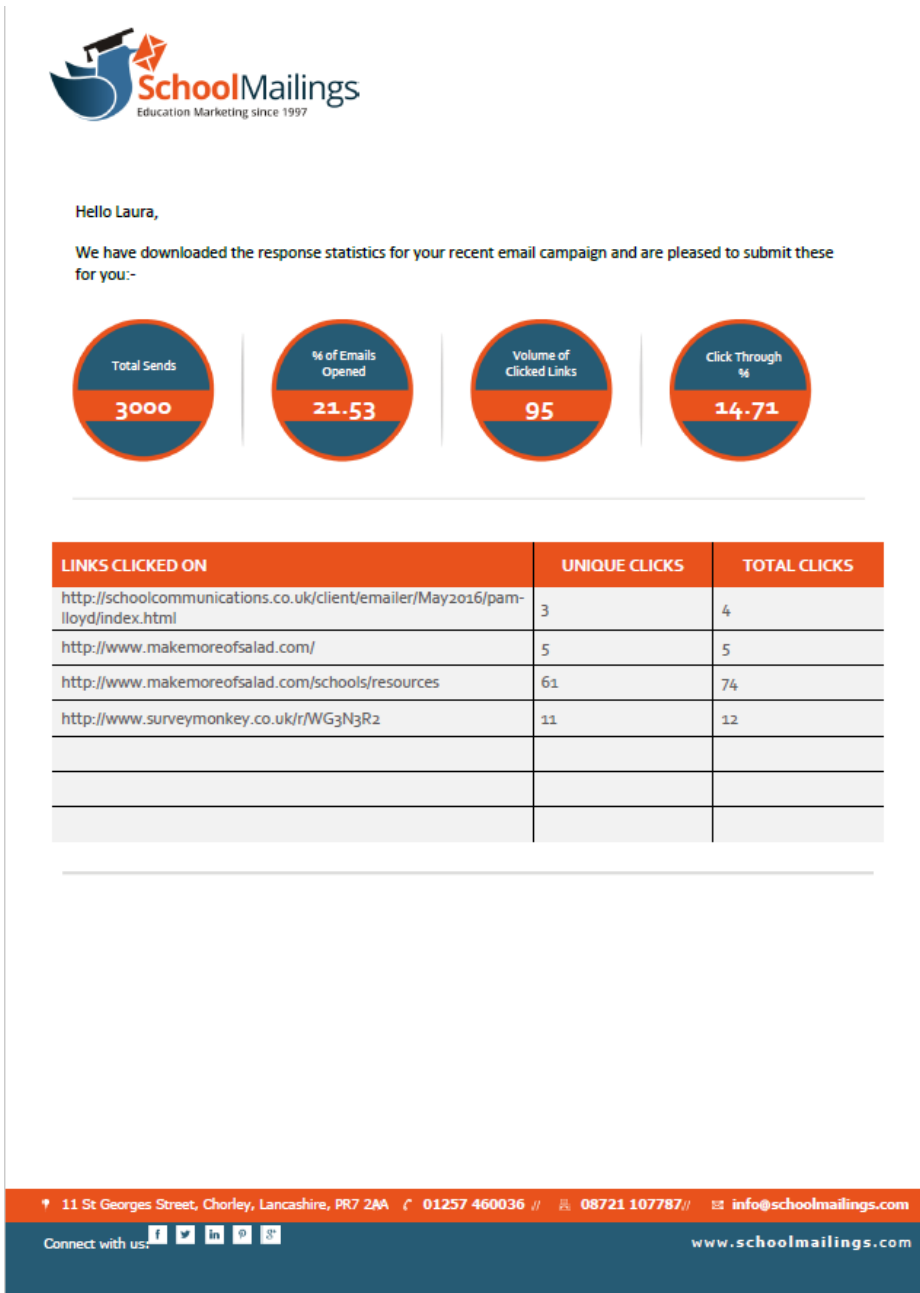 SchoolMailings
Education Marketing since 1997
Hello Laura,
We have downloaded the response statistics for your recent email campaign and are pleased to submit these
for you:-
Total Sends
3000
% of Emails
Opened
21.53
Volume of
Clicked Links
95
Click Through
%
14.71
LINKS CLICKED ON UNIQUE CLICKS TOTAL CLICKS
http://schoolcommunications.co.uk/client/emailer/May2016/pam-
lloyd/index.html 3 4
http://www.makemoreofsalad.com/ 5 5
http://www.makemoreofsalad.com/schools/resources 61 74
http://www.surveymonkey.co.uk/r/WG3N3R2 11 12
11 St Georges Street, Chorley, Lancashire, PR7 2AA 01257 460036 // 08721 107787// info@schoolmailings.com
Connect with us: f in P g+ www.schoolmailings.com